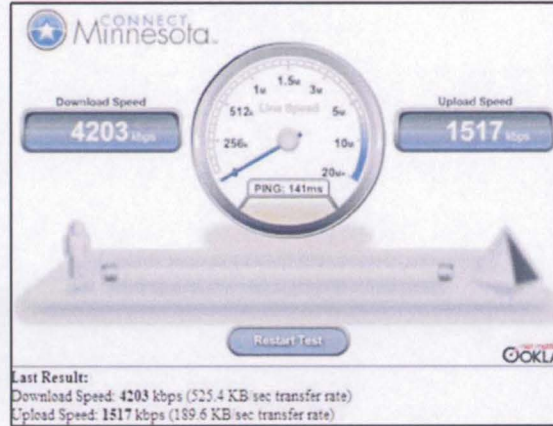 CONNECT
Minnesota
Download Speed
4203 kbps
Upload Speed
1517 kbps
256k
512k
1M
1.5M
3M
5M
10M
20M+
Line Speed
PING: 141ms
Restart Test
OOKLA
Last Result:
Download Speed: 4203 kbps (525.4 KB/sec transfer rate)
Upload Speed: 1517 kbps (189.6 KB/sec transfer rate)